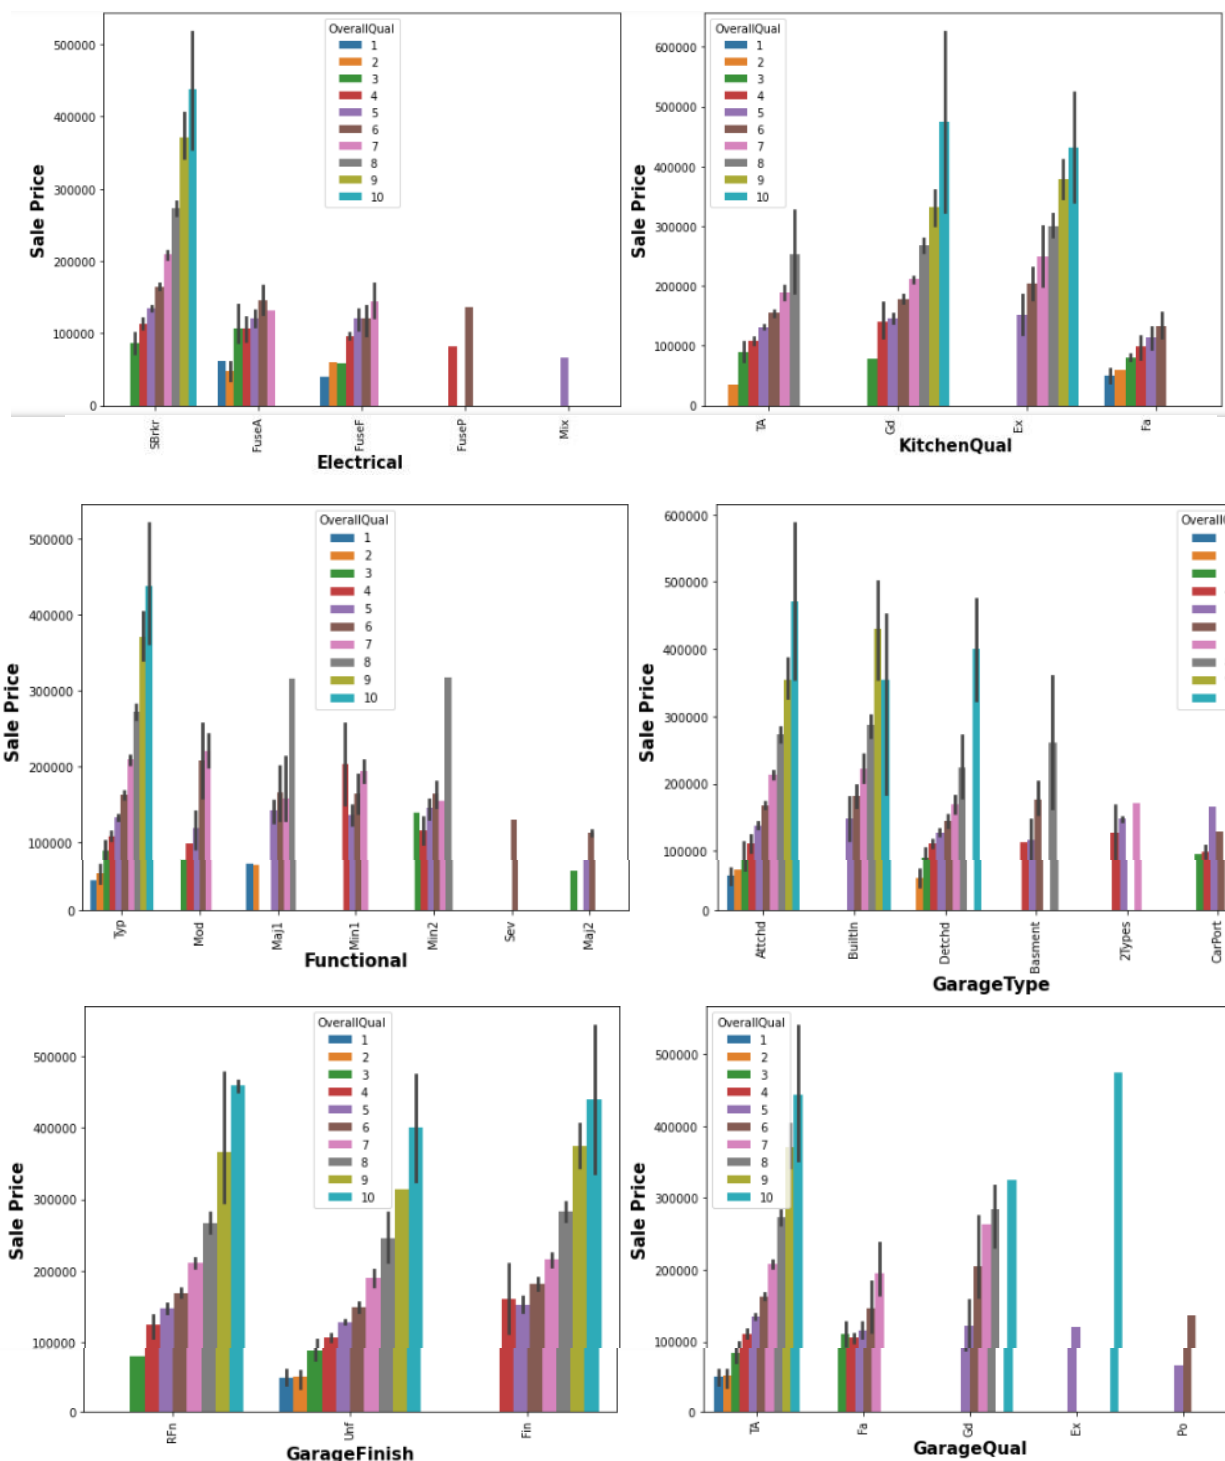 OverallQual
1
2
3
4
5
6
7
8
9
10
500000
400000
300000
200000
100000
0
Sale Price
SBrkr
FuseA
FuseF
FuseP
Mix
Electrical
OverallQual
1
2
3
4
5
6
7
8
9
10
600000
500000
400000
300000
200000
100000
0
Sale Price
TA
Gd
Ex
Fa
KitchenQual
OverallQual
1
2
3
4
5
6
7
8
9
10
500000
400000
300000
200000
100000
0
Sale Price
Typ
Mod
Maj1
Min1
Min2
Sev
Maj2
Functional
OverallQ
600000
500000
400000
300000
200000
100000
0
Sale Price
Attchd
BuiltIn
Detchd
Basment
2Types
CarPort
GarageType
OverallQual
1
2
3
4
5
6
7
8
9
10
500000
400000
300000
200000
100000
0
Sale Price
RFn
Unf
Fin
GarageFinish
OverallQual
1
2
3
4
5
6
7
8
9
10
500000
400000
300000
200000
100000
0
Sale Price
TA
Fa
Gd
Ex
Po
GarageQual